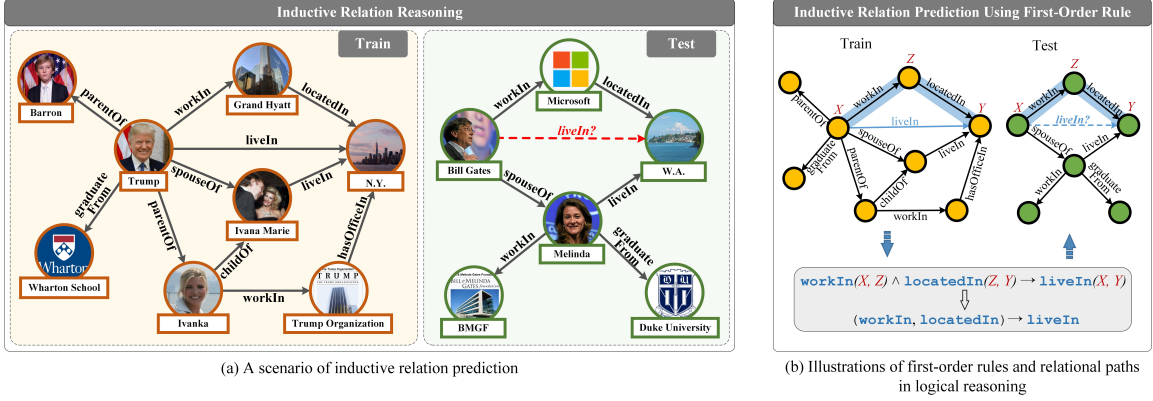 Inductive Relation Reasoning
Train
Barron
parentOf
workIn
Grand Hyatt
locatedIn
Trump
liveIn
N.Y.
spouseOf
liveIn
Ivana Marie
graduate
From
parentOf
childOf
hasOfficeIn
Wharton
Wharton School
Ivanka
workIn
TRUMP
Trump Organization
Test
Microsoft
workIn
locatedIn
liveIn?
Bill Gates
W.A.
spouseOf
liveIn
Melinda
workIn
graduate
From
BILL & MELINDA
GATES foundation
BMGF
Duke University
(a) A scenario of inductive relation prediction
Inductive Relation Prediction Using First-Order Rule
Train
Z
workIn
locatedIn
X
Y
liveIn
parentOf
graduate
From
spouseOf
liveIn
parentOf
childOf
hasOfficeIn
workIn
Test
Z
X
workIn
locatedIn
Y
liveIn?
spouseOf
liveIn
workIn
graduate
From
workIn(X, Z) ∧ locatedIn(Z, Y) → liveIn(X, Y)
(workIn, locatedIn) → liveIn
(b) Illustrations of first-order rules and relational paths
in logical reasoning